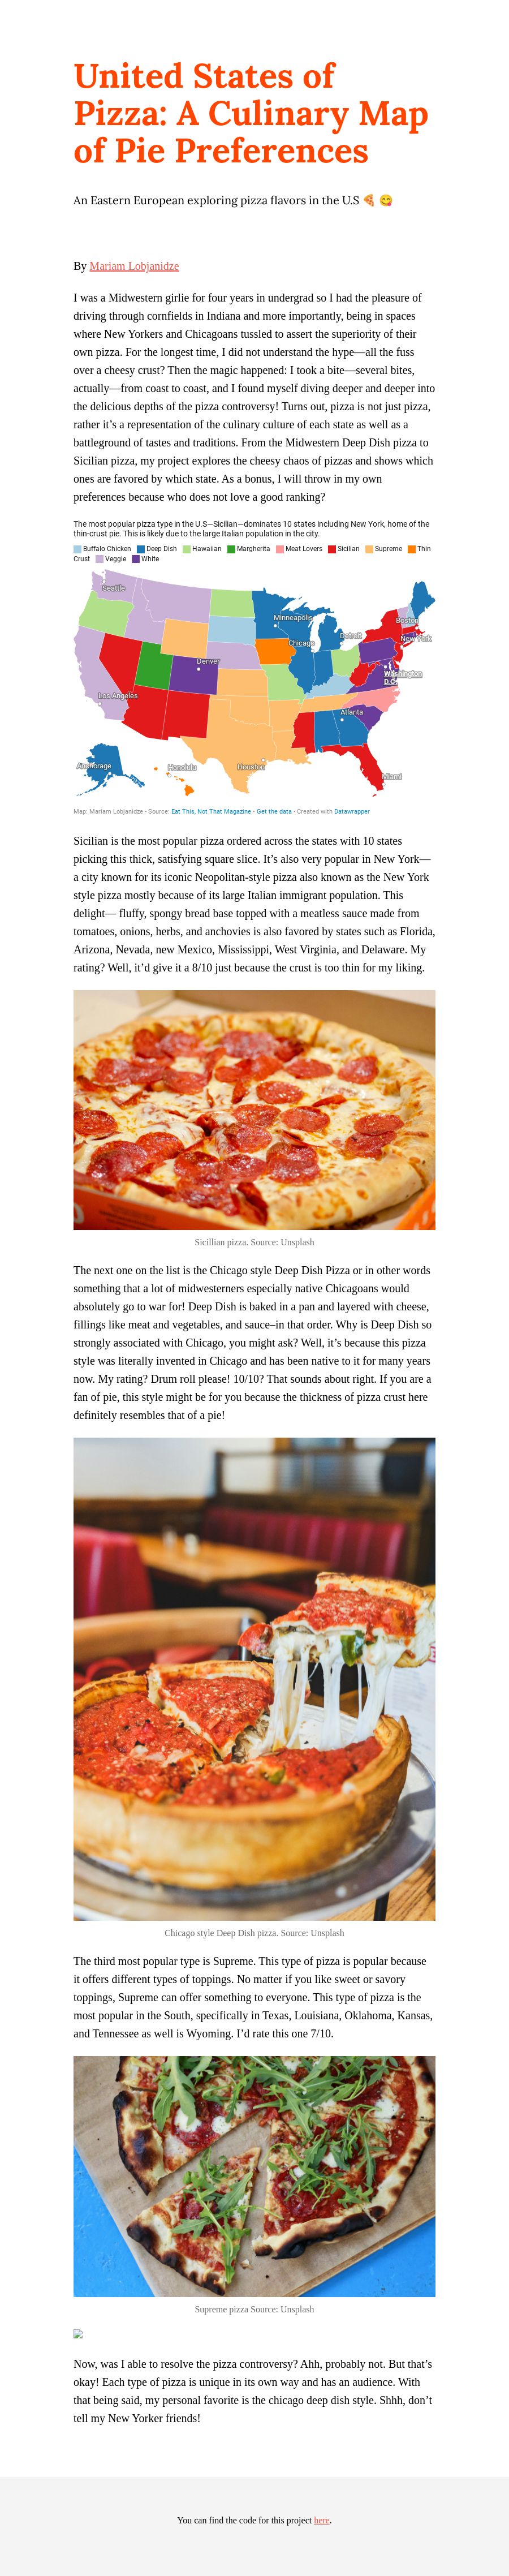 United States of
Pizza: A Culinary Map
of Pie Preferences
An Eastern European exploring pizza flavors in the U.S 🍕 😋
By Mariam Lobjanidze
I was a Midwestern girlie for four years in undergrad so I had the pleasure of
driving through cornfields in Indiana and more importantly, being in spaces
where New Yorkers and Chicagoans tussled to assert the superiority of their
own pizza. For the longest time, I did not understand the hype—all the fuss
over a cheesy crust? Then the magic happened: I took a bite—several bites,
actually—from coast to coast, and I found myself diving deeper and deeper into
the delicious depths of the pizza controversy! Turns out, pizza is not just pizza,
rather it’s a representation of the culinary culture of each state as well as a
battleground of tastes and traditions. From the Midwestern Deep Dish pizza to
Sicilian pizza, my project explores the cheesy chaos of pizzas and shows which
ones are favored by which state. As a bonus, I will throw in my own
preferences because who does not love a good ranking?
The most popular pizza type in the U.S—Sicilian—dominates 10 states including New York, home of the
thin-crust pie. This is likely due to the large Italian population in the city.
Buffalo Chicken Deep Dish Hawaiian Margherita Meat Lovers Sicilian Supreme Thin
Crust Veggie White
Seattle
Minneapolis
Boston
Detroit
New York
Chicago
Denver
Washington
D.C.
Los Angeles
Atlanta
Anchorage
Honolulu
Houston
Miami
Map: Mariam Lobjanidze • Source: Eat This, Not That Magazine • Get the data • Created with Datawrapper
Sicilian is the most popular pizza ordered across the states with 10 states
picking this thick, satisfying square slice. It’s also very popular in New York—
a city known for its iconic Neopolitan-style pizza also known as the New York
style pizza mostly because of its large Italian immigrant population. This
delight— fluffy, spongy bread base topped with a meatless sauce made from
tomatoes, onions, herbs, and anchovies is also favored by states such as Florida,
Arizona, Nevada, new Mexico, Mississippi, West Virginia, and Delaware. My
rating? Well, it’d give it a 8/10 just because the crust is too thin for my liking.
Sicillian pizza. Source: Unsplash
The next one on the list is the Chicago style Deep Dish Pizza or in other words
something that a lot of midwesterners especially native Chicagoans would
absolutely go to war for! Deep Dish is baked in a pan and layered with cheese,
fillings like meat and vegetables, and sauce–in that order. Why is Deep Dish so
strongly associated with Chicago, you might ask? Well, it’s because this pizza
style was literally invented in Chicago and has been native to it for many years
now. My rating? Drum roll please! 10/10? That sounds about right. If you are a
fan of pie, this style might be for you because the thickness of pizza crust here
definitely resembles that of a pie!
Chicago style Deep Dish pizza. Source: Unsplash
The third most popular type is Supreme. This type of pizza is popular because
it offers different types of toppings. No matter if you like sweet or savory
toppings, Supreme can offer something to everyone. This type of pizza is the
most popular in the South, specifically in Texas, Louisiana, Oklahoma, Kansas,
and Tennessee as well is Wyoming. I’d rate this one 7/10.
Supreme pizza Source: Unsplash
Now, was I able to resolve the pizza controversy? Ahh, probably not. But that’s
okay! Each type of pizza is unique in its own way and has an audience. With
that being said, my personal favorite is the chicago deep dish style. Shhh, don’t
tell my New Yorker friends!
You can find the code for this project here.